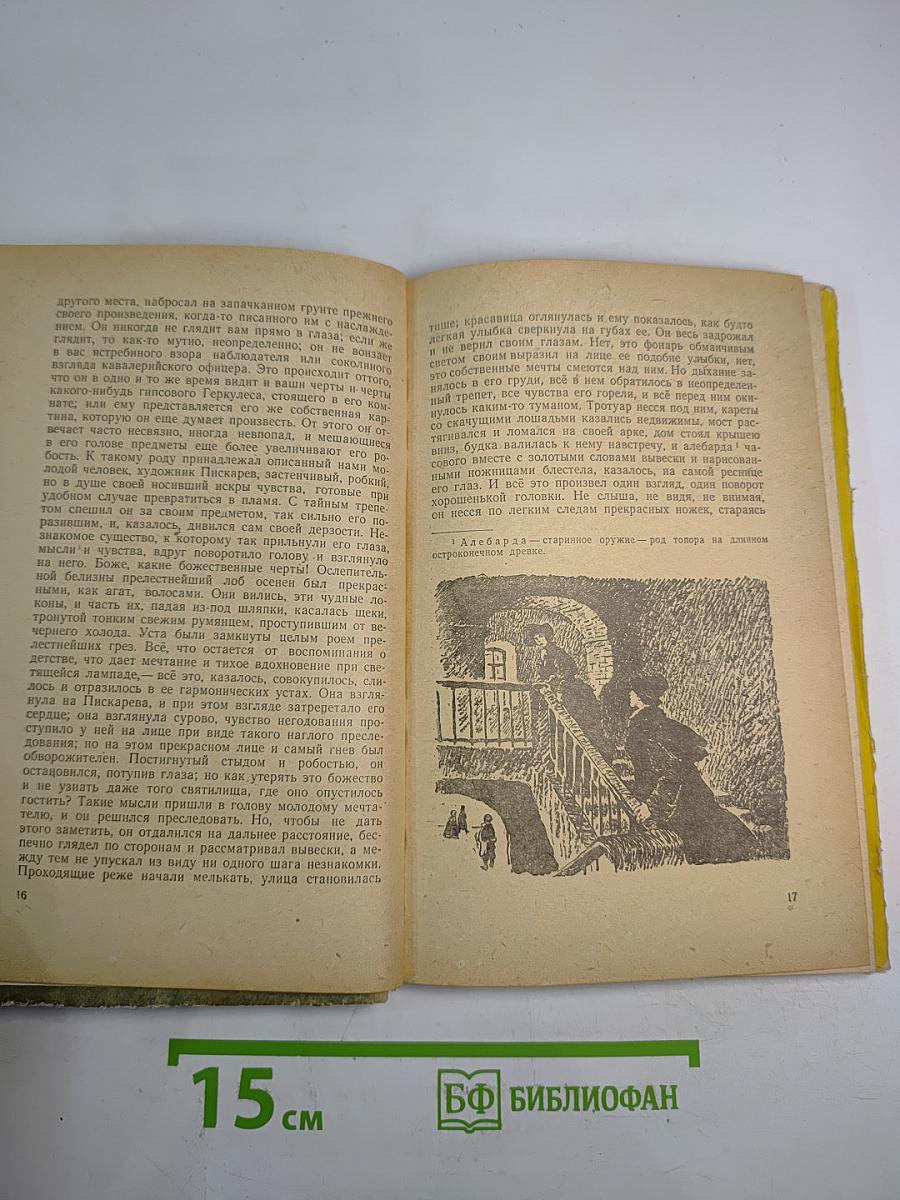 другого места, набросал на запачканном грунте прежнего
своего произведения, когда-то писанного им с наслажде-
нием. Он никогда не глядит вам прямо в глаза; если же
глядит, то как-то мутно, неопределенно; он не вонзает
в вас ястребиного взора наблюдателя или соколиного
взгляда кавалерийского офицера. Это происходит оттого,
что он в одно и то же время видит и ваши черты и черты
какого-нибудь гипсового Геркулеса, стоящего в его ком-
нате; или ему представляется его же собственная кар-
тина, которую он еще думает произвесть. От этого он от-
вечает часто несвязно, иногда невпопад, и мешающиеся
в его голове предметы еще более увеличивают его ро-
бость. К такому роду принадлежал описанный нами мо-
лодой человек, художник Пискарев, застенчивый, робкий,
но в душе своей носивший искры чувства, готовые при
удобном случае превратиться в пламя. С тайным трепе-
том спешил он за своим предметом, так сильно его по-
разившим, и, казалось, дивился сам своей дерзости. Не-
знакомое существо, к которому так прильнули его глаза,
мысли и чувства, вдруг поворотило голову и взглянуло
на него. Боже, какие божественные черты! Ослепитель-
ной белизны прелестнейший лоб осенен был прекрас-
ными, как агат, волосами. Они вились, эти чудные ло-
коны, и часть их, падая из-под шляпки, касалась щеки,
тронутой тонким свежим румянцем, проступившим от ве-
чернего холода. Уста были замкнуты целым роем пре-
лестнейших грез. Всё, что остается от воспоминания о
детстве, что дает мечтание и тихое вдохновение при све-
тящейся лампаде,— всё это, казалось, совокупилось, сли-
лось и отразилось в ее гармонических устах. Она взгля-
нула на Пискарева, и при этом взгляде затрепетало его
сердце; она взглянула сурово, чувство негодования про-
ступило у ней на лице при виде такого наглого пресле-
дования; но на этом прекрасном лице и самый гнев был
обворожителен. Постигнутый стыдом и робостью, он
остановился, потупив глаза; но как утерять это божество
и не узнать даже того святилища, где оно опустилось
гостить? Такие мысли пришли в голову молодому мечта-
телю, и он решился преследовать. Но, чтобы не дать
этого заметить, он отдалился на дальнее расстояние, бес-
печно глядел по сторонам и рассматривал вывески, а ме-
жду тем не упускал из виду ни одного шага незнакомки.
Проходящие реже начали мелькать, улица становилась
16
тише; красавица оглянулась и ему показалось, как будто
легкая улыбка сверкнула на губах ее. Он весь задрожал
и не верил своим глазам. Нет, это фонарь обманчивым
светом своим выразил на лице ее подобие улыбки, нет,
это собственные мечты смеются над ним. Но дыхание за-
нялось в его груди, всё в нем обратилось в неопределен-
ный трепет, все чувства его горели, и всё перед ним оки-
нулось каким-то туманом. Тротуар несся под ним, кареты
со скачущими лошадьми казались недвижимы, мост рас-
тягивался и ломался на своей арке, дом стоял крышею
вниз, будка валилась к нему навстречу, и алебарда ¹ ча-
сового вместе с золотыми словами вывески и нарисован-
ными ножницами блестела, казалось, на самой реснице
его глаз. И всё это произвел один взгляд, один поворот
хорошенькой головки. Не слыша, не видя, не внимая,
он несся по легким следам прекрасных ножек, стараясь
¹ Алебарда — старинное оружие — род топора на длинном
остроконечном древке.
17
15 см
БФ БИБЛИОФАН